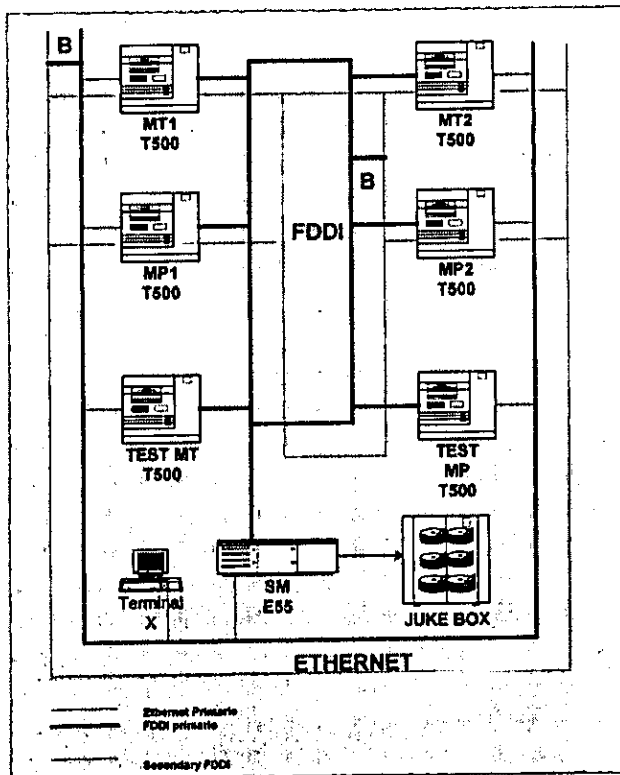 B
MT1
T500
MT2
T500
B
FDDI
MP1
T500
MP2
T500
TEST MT
T500
TEST
MP
T500
Terminal
X
SM
E55
JUKE BOX
ETHERNET
Ethernet Primario
FDDI primario
Secondary FDDI